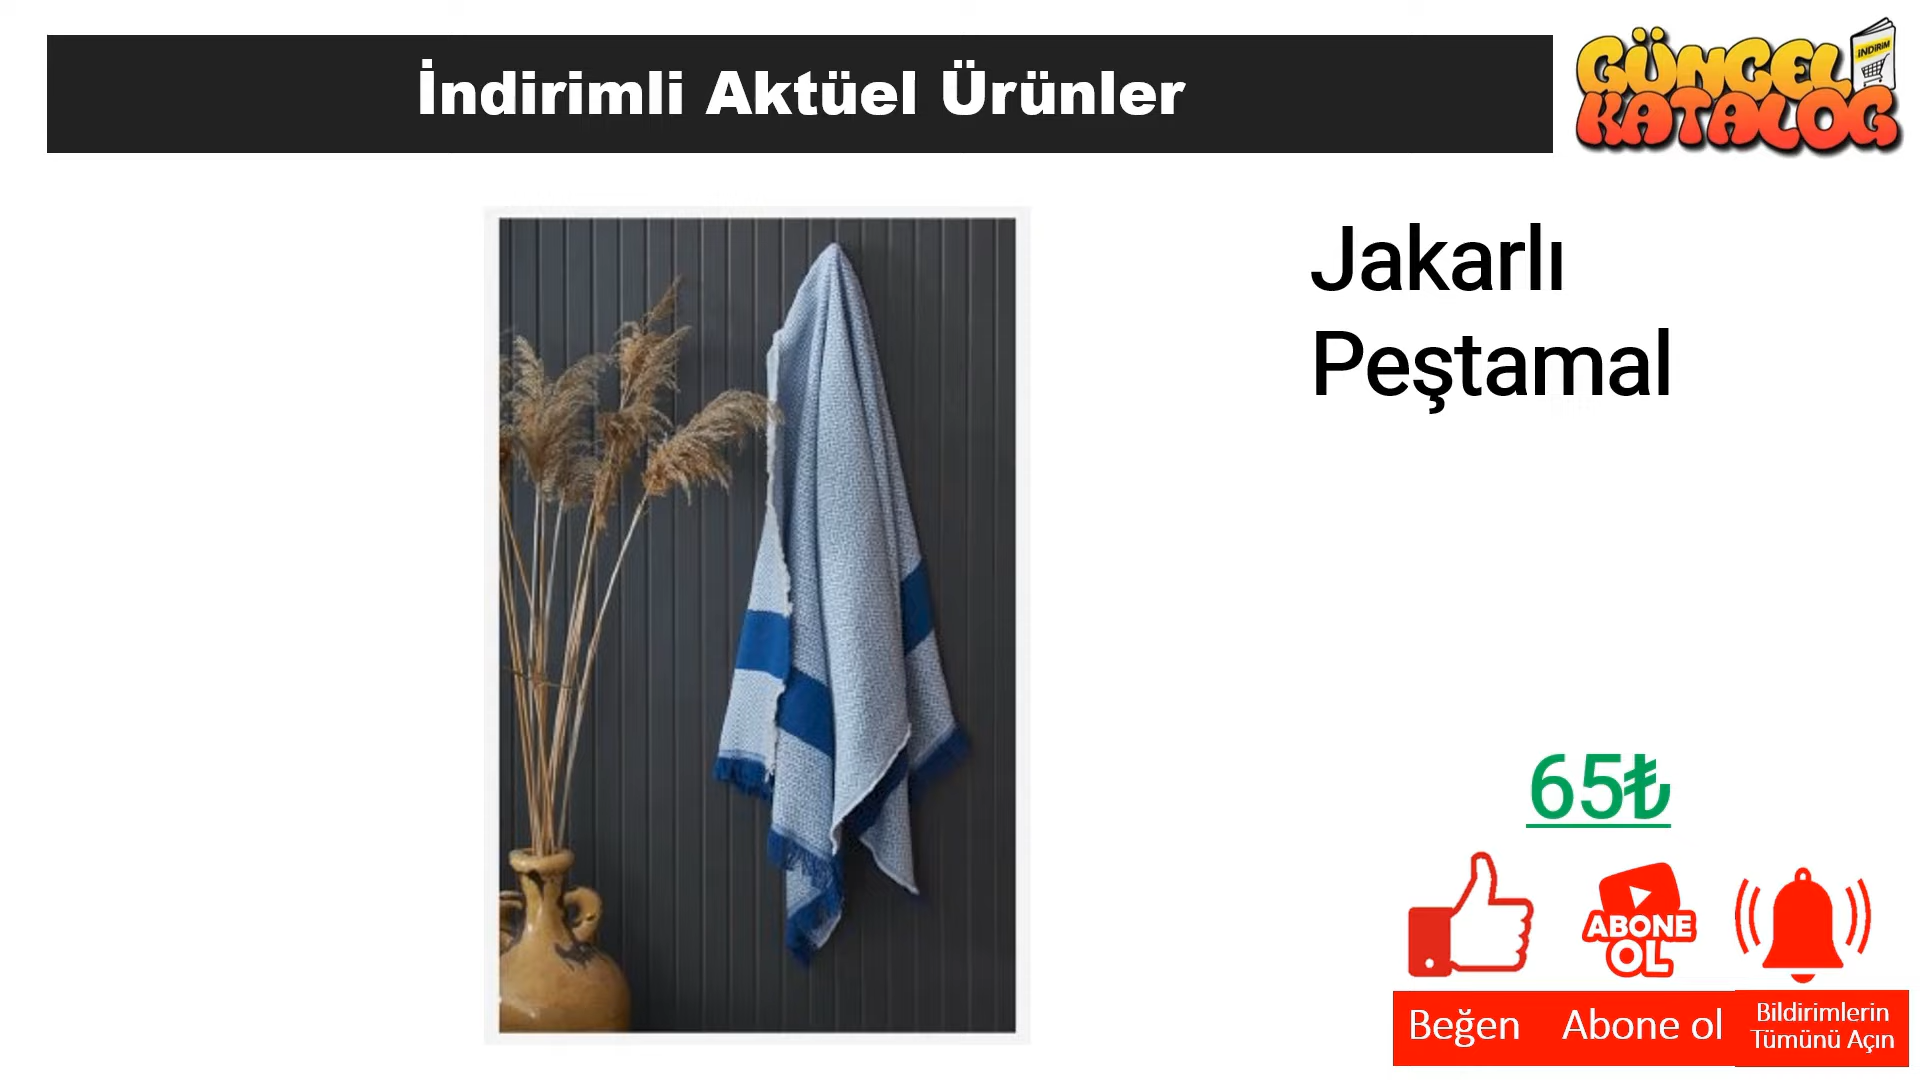 İndirimli Aktüel Ürünler
GÜNCEL
KATALOG
İNDİRİM
Jakarlı
Peştamal
65₺
ABONE
OL
Beğen
Abone ol
Bildirimlerin
Tümünü Açın